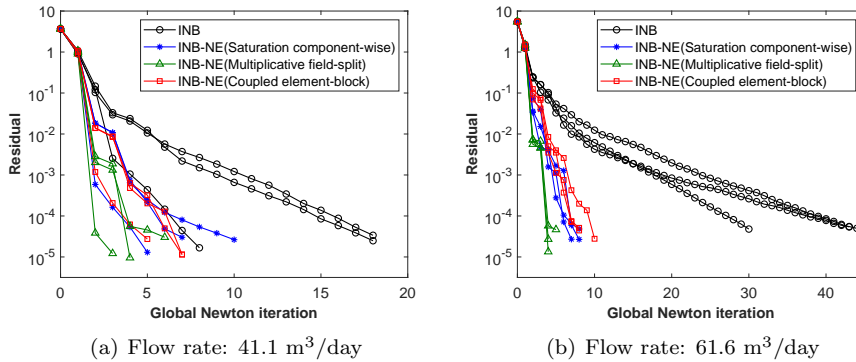 INB
INB-NE(Saturation component-wise)
INB-NE(Multiplicative field-split)
INB-NE(Coupled element-block)
Residual
1
10⁻¹
10⁻²
10⁻³
10⁻⁴
10⁻⁵
0 5 10 15 20
Global Newton iteration
(a) Flow rate: 41.1 m³/day
INB
INB-NE(Saturation component-wise)
INB-NE(Multiplicative field-split)
INB-NE(Coupled element-block)
Residual
1
10⁻¹
10⁻²
10⁻³
10⁻⁴
10⁻⁵
0 10 20 30 40
Global Newton iteration
(b) Flow rate: 61.6 m³/day